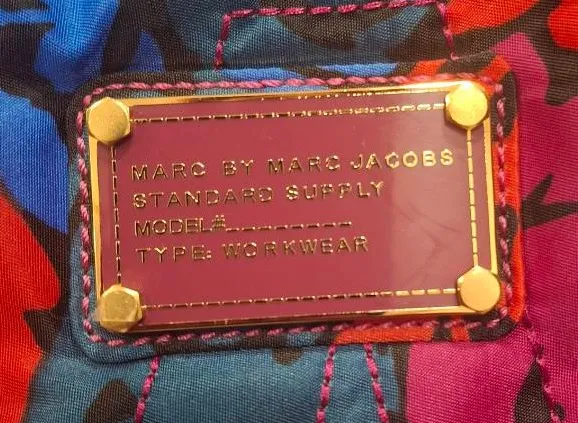 MARC BY MARC JACOBS
STANDARD SUPPLY
MODEL#_________
TYPE: WORKWEAR